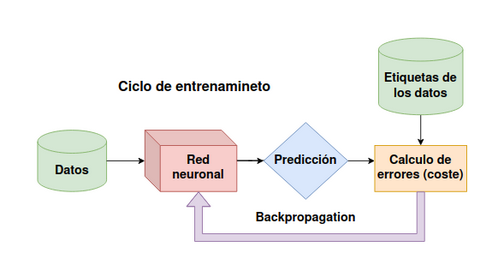 Ciclo de entrenamineto
Etiquetas de
los datos
Datos
Red
neuronal
Predicción
Calculo de
errores (coste)
Backpropagation